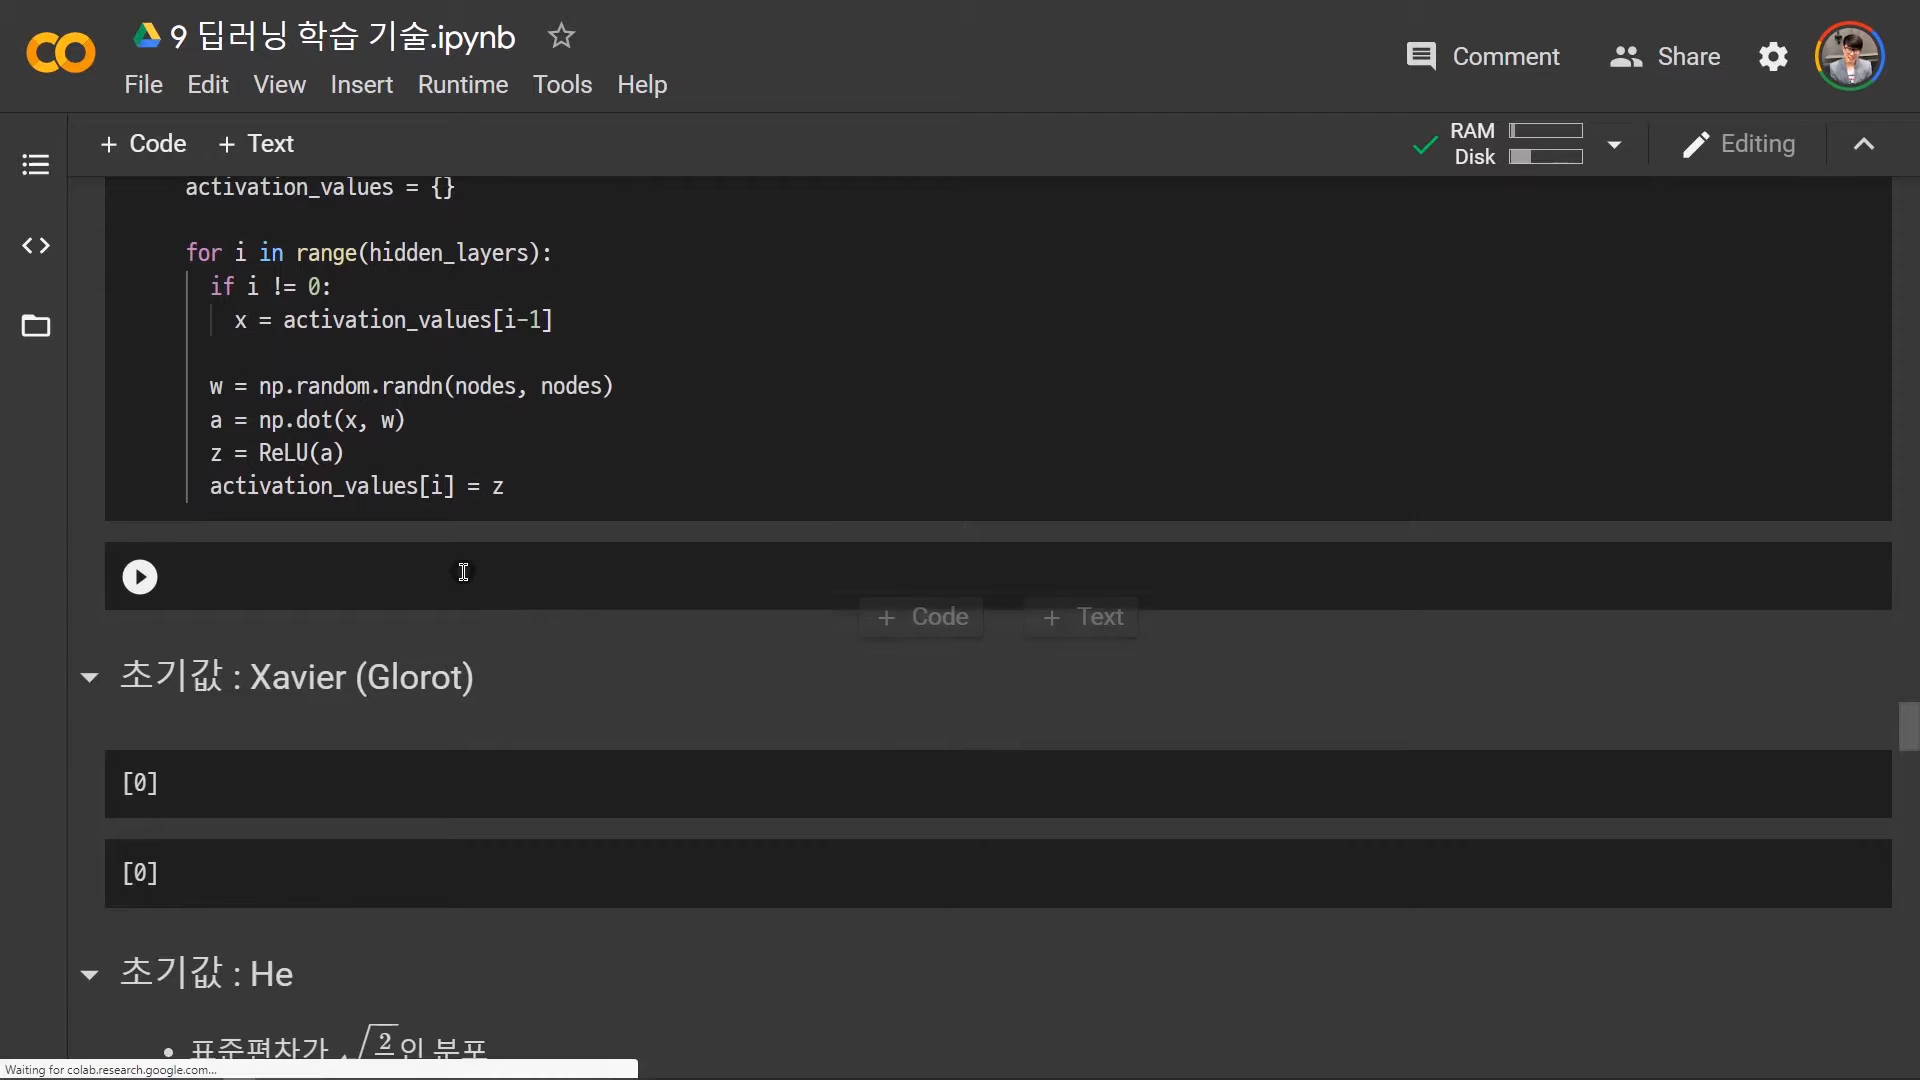 9 딥러닝 학습 기술.ipynb
Comment
Share
File Edit View Insert Runtime Tools Help
+ Code + Text
RAM
Disk
Editing
activation_values = {}
for i in range(hidden_layers):
if i != 0:
x = activation_values[i-1]
w = np.random.randn(nodes, nodes)
a = np.dot(x, w)
z = ReLU(a)
activation_values[i] = z
+ Code + Text
초기값 : Xavier (Glorot)
[0]
[0]
초기값 : He
• 표준편차가 √2인 분포
Waiting for colab.research.google.com...